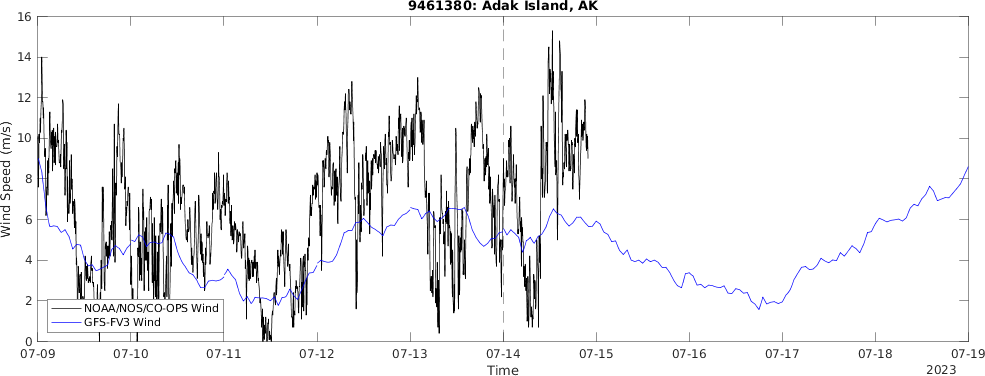 9461380: Adak Island, AK
Wind Speed (m/s)
16
14
12
10
8
6
4
2
0
NOAA/NOS/CO-OPS Wind
GFS-FV3 Wind
07-09 07-10 07-11 07-12 07-13 07-14 07-15 07-16 07-17 07-18 07-19
Time
2023